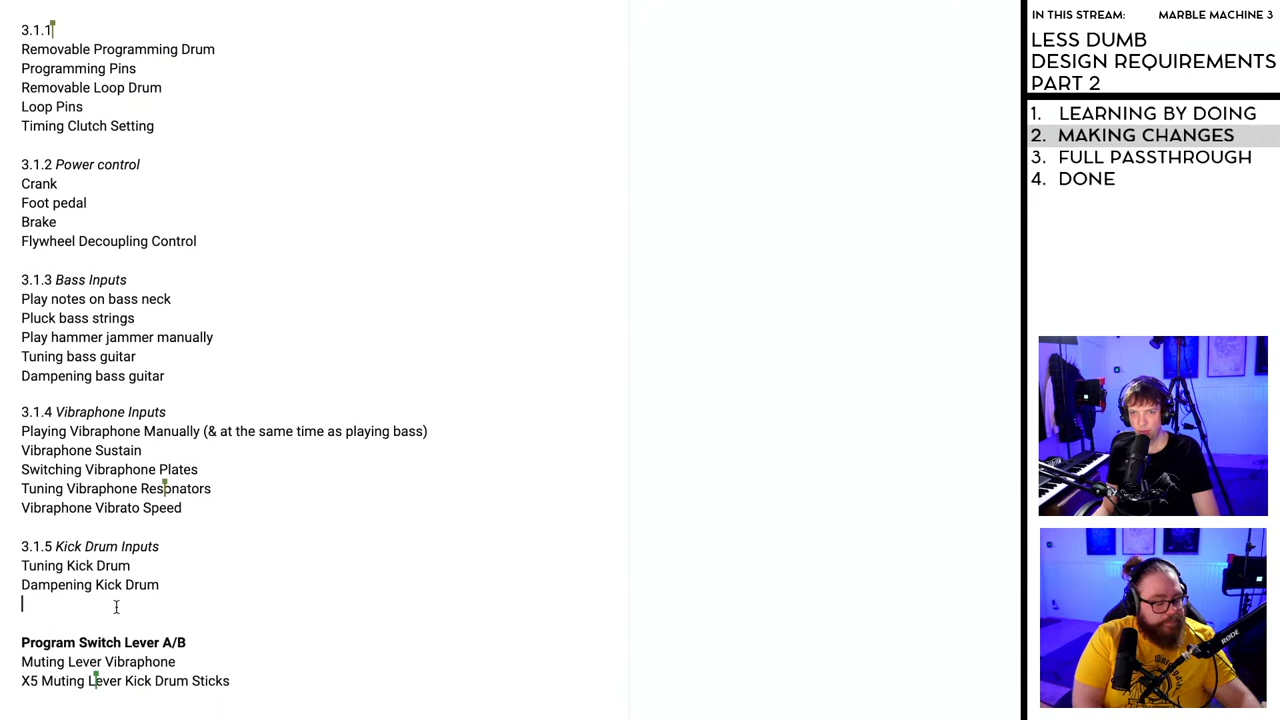 3.1.1
Removable Programming Drum
Programming Pins
Removable Loop Drum
Loop Pins
Timing Clutch Setting
3.1.2 Power control
Crank
Foot pedal
Brake
Flywheel Decoupling Control
3.1.3 Bass Inputs
Play notes on bass neck
Pluck bass strings
Play hammer jammer manually
Tuning bass guitar
Dampening bass guitar
3.1.4 Vibraphone Inputs
Playing Vibraphone Manually (& at the same time as playing bass)
Vibraphone Sustain
Switching Vibraphone Plates
Tuning Vibraphone Resonators
Vibraphone Vibrato Speed
3.1.5 Kick Drum Inputs
Tuning Kick Drum
Dampening Kick Drum
Program Switch Lever A/B
Muting Lever Vibraphone
X5 Muting Lever Kick Drum Sticks
IN THIS STREAM: MARBLE MACHINE 3
LESS DUMB
DESIGN REQUIREMENTS
PART 2
1. LEARNING BY DOING
2. MAKING CHANGES
3. FULL PASSTHROUGH
4. DONE
RØDE